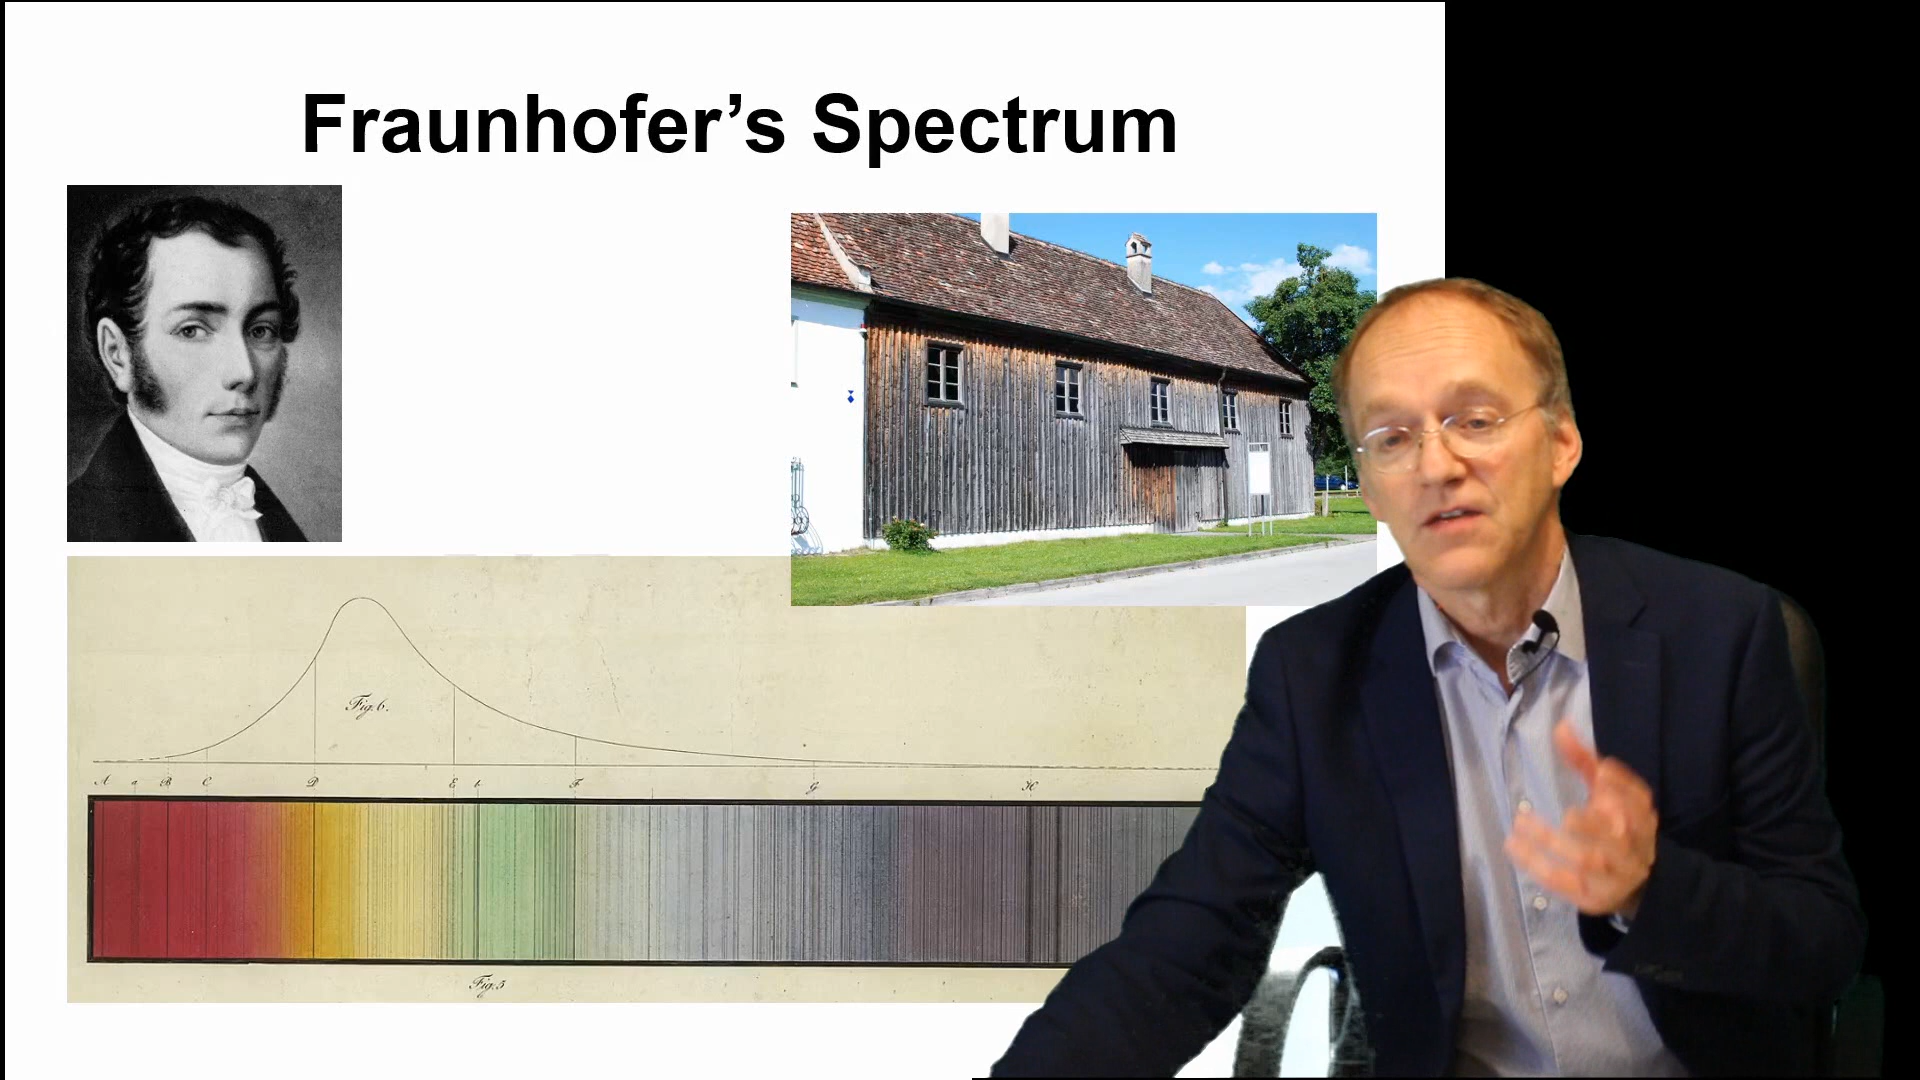 Fraunhofer’s Spectrum
Fig. 6.
A a B C D E b F G H
Fig. 5